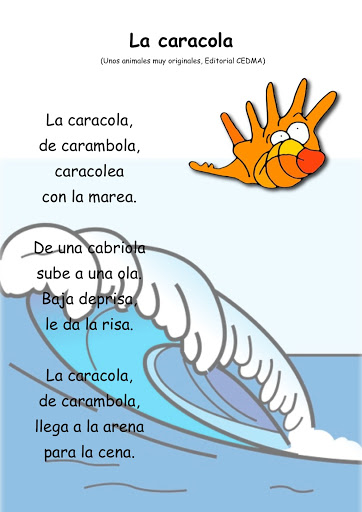 La caracola
(Unos animales muy originales, Editorial CEDMA)
La caracola,
de carambola,
caracolea
con la marea.
De una cabriola
sube a una ola.
Baja deprisa,
le da la risa.
La caracola,
de carambola,
llega a la arena
para la cena.